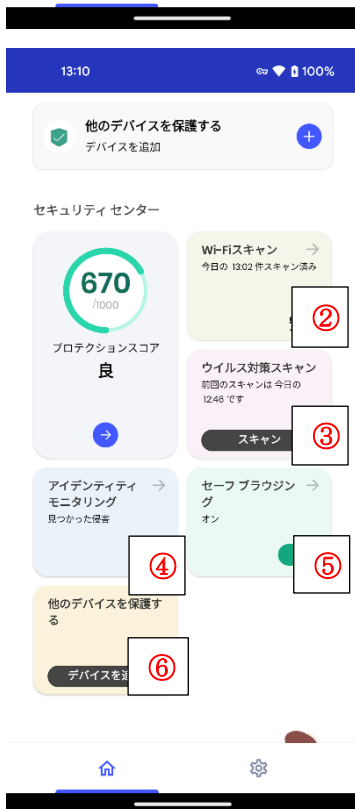 13:10
100%
他のデバイスを保護する
デバイスを追加
セキュリティ センター
670
/1000
プロテクションスコア
良
Wi-Fiスキャン
今日の 13:02 件スキャン済み
②
ウイルス対策スキャン
前回のスキャンは 今日の
12:46 です
スキャン
③
アイデンティティ
モニタリング
見つかった侵害
④
セーフ ブラウジン
グ
オン
⑤
他のデバイスを保護す
る
デバイスを
⑥